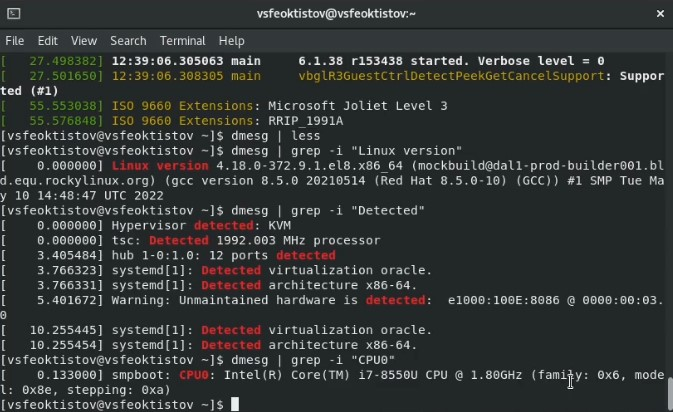 vsfeoktistov@vsfeoktistov:~
File Edit View Search Terminal Help
[   27.498382] 12:39:06.305063 main     6.1.38 r153438 started. Verbose level = 0
[   27.501650] 12:39:06.308305 main     vbglR3GuestCtrlDetectPeekGetCancelSupport: Suppor
ted (#1)
[   55.553038] ISO 9660 Extensions: Microsoft Joliet Level 3
[   55.576848] ISO 9660 Extensions: RRIP_1991A
[vsfeoktistov@vsfeoktistov ~]$ dmesg | less
[vsfeoktistov@vsfeoktistov ~]$ dmesg | grep -i "Linux version"
[    0.000000] Linux version 4.18.0-372.9.1.el8.x86_64 (mockbuild@dal1-prod-builder001.bl
d.equ.rockylinux.org) (gcc version 8.5.0 20210514 (Red Hat 8.5.0-10) (GCC)) #1 SMP Tue Ma
y 10 14:48:47 UTC 2022
[vsfeoktistov@vsfeoktistov ~]$ dmesg | grep -i "Detected"
[    0.000000] Hypervisor detected: KVM
[    0.000000] tsc: Detected 1992.003 MHz processor
[    3.405484] hub 1-0:1.0: 12 ports detected
[    3.766323] systemd[1]: Detected virtualization oracle.
[    3.766331] systemd[1]: Detected architecture x86-64.
[    5.401672] Warning: Unmaintained hardware is detected:  e1000:100E:8086 @ 0000:00:03.
0
[   10.255445] systemd[1]: Detected virtualization oracle.
[   10.255454] systemd[1]: Detected architecture x86-64.
[vsfeoktistov@vsfeoktistov ~]$ dmesg | grep -i "CPU0"
[    0.133000] smpboot: CPU0: Intel(R) Core(TM) i7-8550U CPU @ 1.80GHz (family: 0x6, mode
l: 0x8e, stepping: 0xa)
[vsfeoktistov@vsfeoktistov ~]$